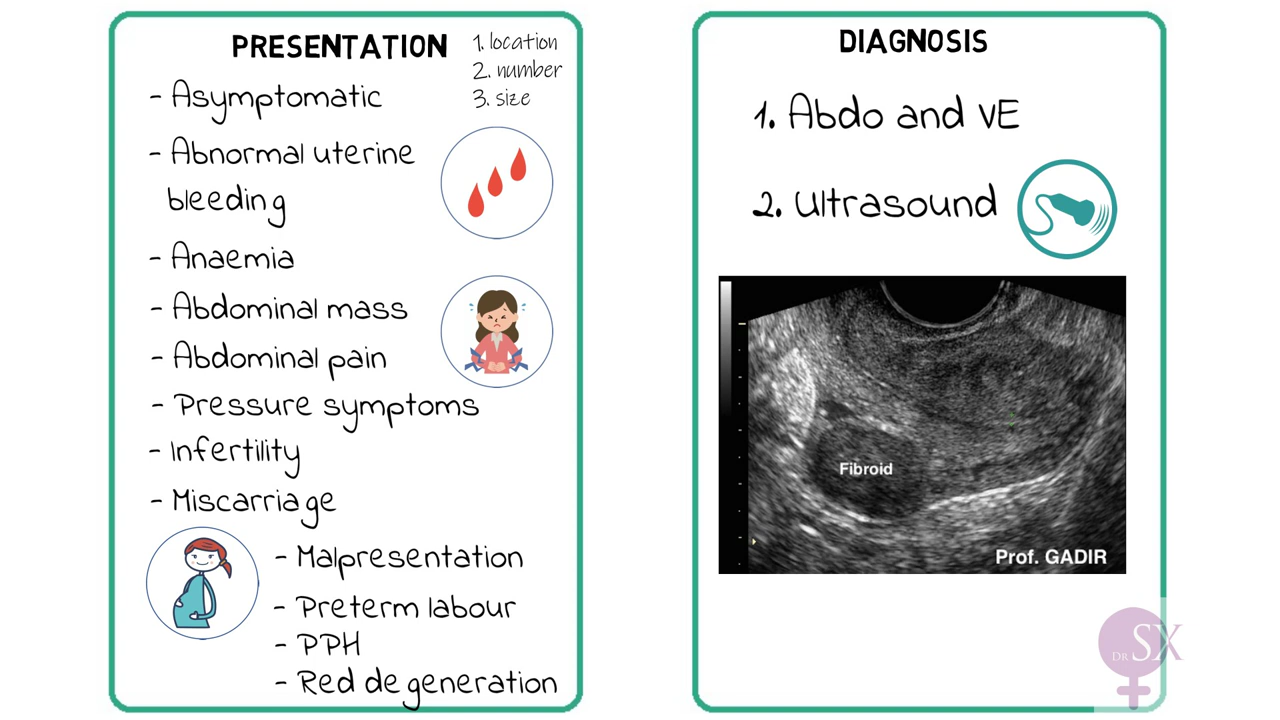 PRESENTATION
1. location
2. number
3. size
- Asymptomatic
- Abnormal uterine
bleeding
- Anaemia
- Abdominal mass
- Abdominal pain
- Pressure symptoms
- Infertility
- Miscarriage
- Malpresentation
- Preterm labour
- PPH
- Red degeneration
DIAGNOSIS
1. Abdo and VE
2. Ultrasound
Fibroid
Prof. GADIR
DR SX